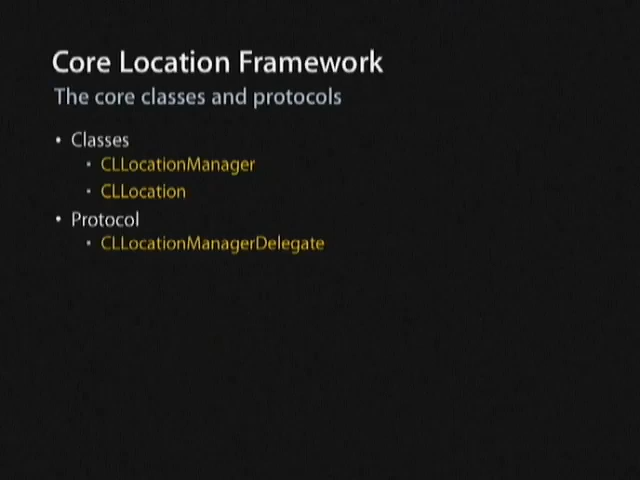 Core Location Framework
The core classes and protocols
• Classes
▪ CLLocationManager
▪ CLLocation
• Protocol
▪ CLLocationManagerDelegate